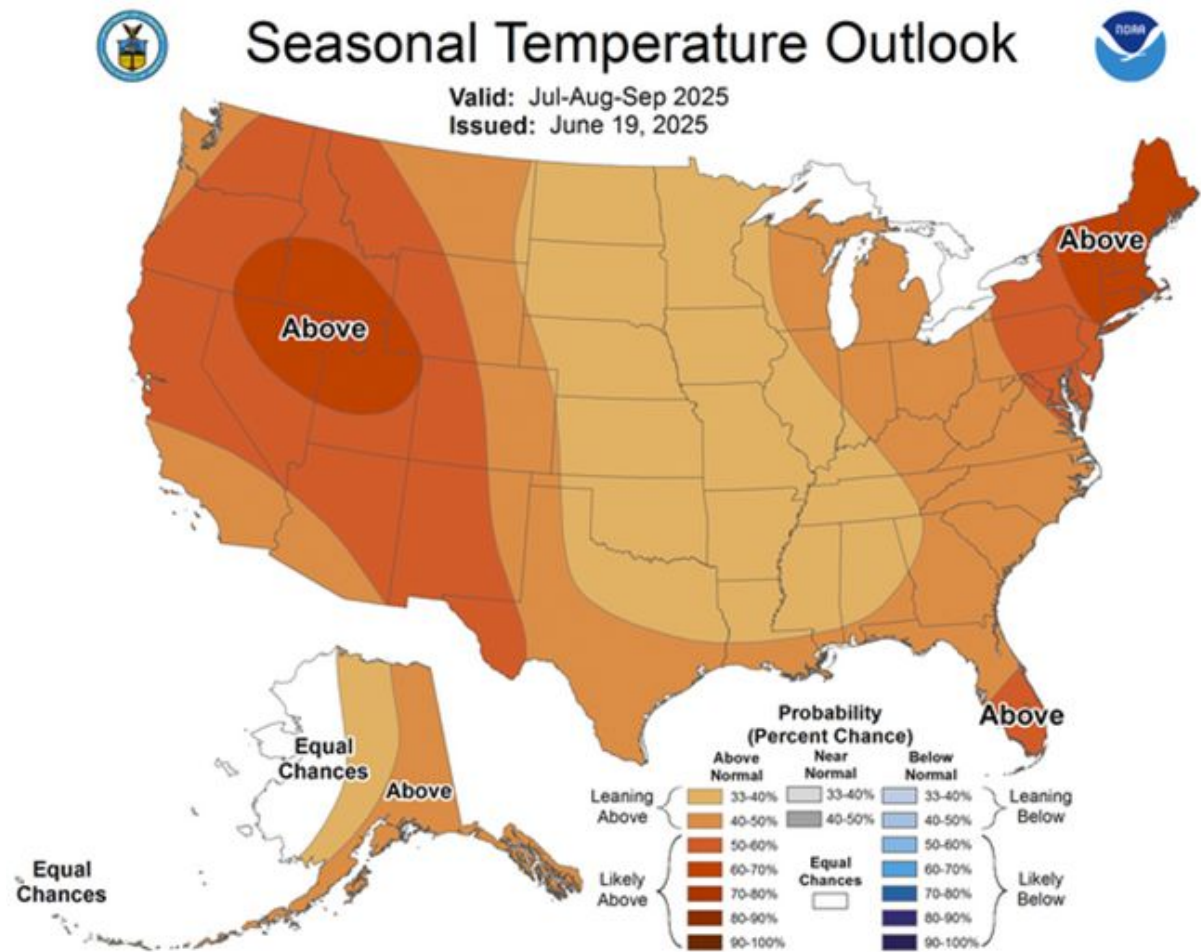 Seasonal Temperature Outlook
NOAA
Valid: Jul-Aug-Sep 2025
Issued: June 19, 2025
Above
Above
Above
Equal
Chances
Above
Equal
Chances
Probability
(Percent Chance)
Above
Normal
Near
Normal
Below
Normal
Leaning
Above
33-40%
40-50%
33-40%
40-50%
33-40%
40-50%
Leaning
Below
Likely
Above
50-60%
60-70%
70-80%
80-90%
90-100%
Equal
Chances
50-60%
60-70%
70-80%
80-90%
90-100%
Likely
Below